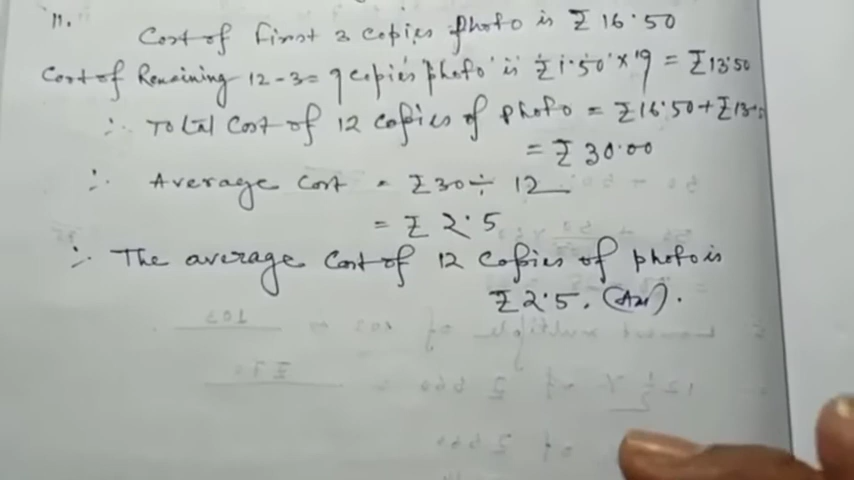 11.
Cost of first 3 copies photo is ₹ 16.50
Cost of Remaining 12-3= 9 copies photo is ₹ 1.50 × 9 = ₹13.50
∴ Total Cost of 12 copies of photo = ₹16.50+₹13.50
= ₹ 30.00
∴ Average cost = ₹30 ÷ 12
= ₹ 2.5
∴ The average cost of 12 copies of photo is
₹2.5. (Ans).